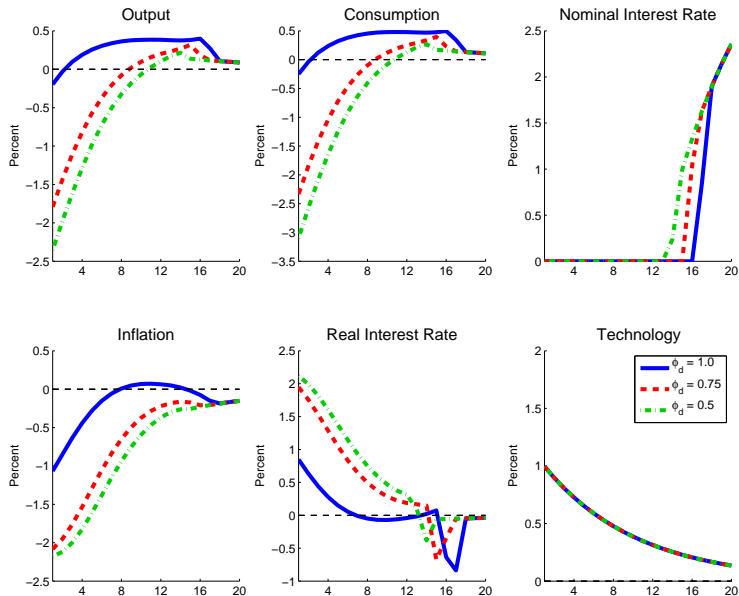 Output
Consumption
Nominal Interest Rate
Percent
0.5
0
−0.5
−1
−1.5
−2
−2.5
4 8 12 16 20
Percent
0.5
0
−0.5
−1
−1.5
−2
−2.5
−3
−3.5
4 8 12 16 20
Percent
2.5
2
1.5
1
0.5
0
4 8 12 16 20
Inflation
Real Interest Rate
Technology
Percent
0.5
0
−0.5
−1
−1.5
−2
−2.5
4 8 12 16 20
Percent
2.5
2
1.5
1
0.5
0
−0.5
−1
4 8 12 16 20
Percent
2
1.5
1
0.5
0
4 8 12 16 20
ϕd = 1.0
ϕd = 0.75
ϕd = 0.5